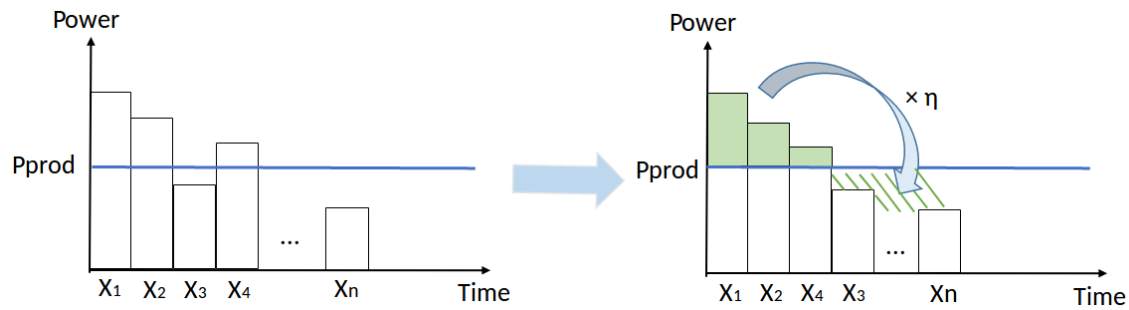 Power
Pprod
...
X1 X2 X3 X4 Xn
Time
Power
× η
Pprod
...
X1 X2 X4 X3 Xn
Time